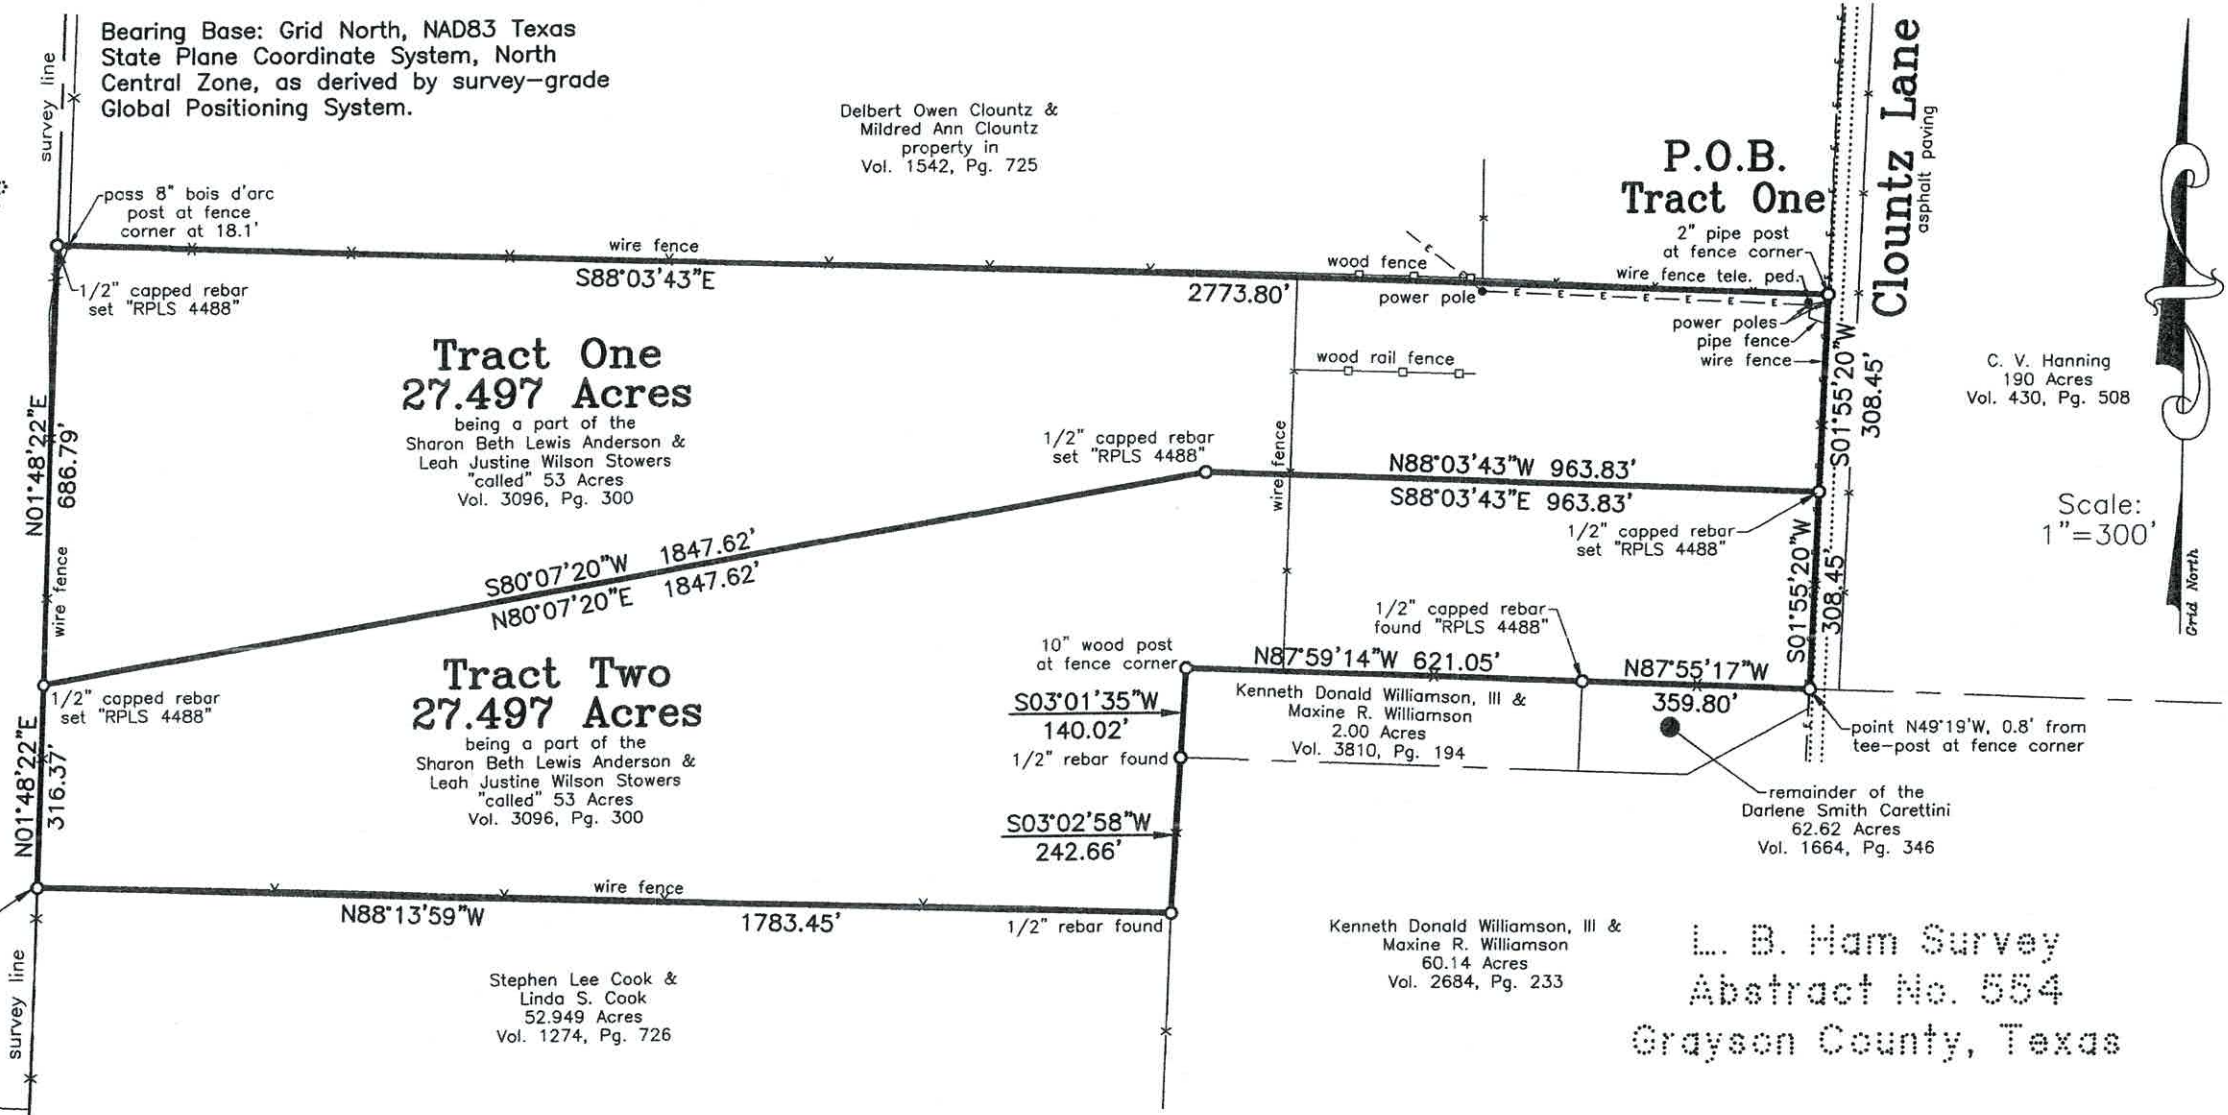 Bearing Base: Grid North, NAD83 Texas
State Plane Coordinate System, North
Central Zone, as derived by survey-grade
Global Positioning System.
survey line
Delbert Owen Clountz &
Mildred Ann Clountz
property in
Vol. 1542, Pg. 725
P.O.B.
Tract One
2" pipe post
at fence corner
wire fence tele. ped.
Clountz Lane
asphalt paving
pass 8" bois d'arc
post at fence
corner at 18.1'
wire fence
S88°03'43"E
2773.80'
wood fence
power pole
E
E
E
E
E
E
E
E
power poles
pipe fence
wire fence
1/2" capped rebar
set "RPLS 4488"
Tract One
27.497 Acres
being a part of the
Sharon Beth Lewis Anderson &
Leah Justine Wilson Stowers
"called" 53 Acres
Vol. 3096, Pg. 300
N01°48'22"E
686.79'
wire fence
wood rail fence
wire fence
1/2" capped rebar
set "RPLS 4488"
N88°03'43"W 963.83'
S88°03'43"E 963.83'
1/2" capped rebar
set "RPLS 4488"
S01°55'20"W
308.45'
C. V. Hanning
190 Acres
Vol. 430, Pg. 508
Scale:
1"=300'
Grid North
S80°07'20"W 1847.62'
N80°07'20"E 1847.62'
S01°55'20"W
308.45'
1/2" capped rebar
found "RPLS 4488"
10" wood post
at fence corner
N87°59'14"W 621.05'
N87°55'17"W
359.80'
1/2" capped rebar
set "RPLS 4488"
Tract Two
27.497 Acres
being a part of the
Sharon Beth Lewis Anderson &
Leah Justine Wilson Stowers
"called" 53 Acres
Vol. 3096, Pg. 300
N01°48'22"E
316.37'
S03°01'35"W
140.02'
1/2" rebar found
Kenneth Donald Williamson, III &
Maxine R. Williamson
2.00 Acres
Vol. 3810, Pg. 194
point N49°19'W, 0.8' from
tee-post at fence corner
remainder of the
Darlene Smith Carettini
62.62 Acres
Vol. 1664, Pg. 346
S03°02'58"W
242.66'
wire fence
N88°13'59"W
1783.45'
1/2" rebar found
survey line
Stephen Lee Cook &
Linda S. Cook
52.949 Acres
Vol. 1274, Pg. 726
Kenneth Donald Williamson, III &
Maxine R. Williamson
60.14 Acres
Vol. 2684, Pg. 233
L. B. Ham Survey
Abstract No. 554
Grayson County, Texas